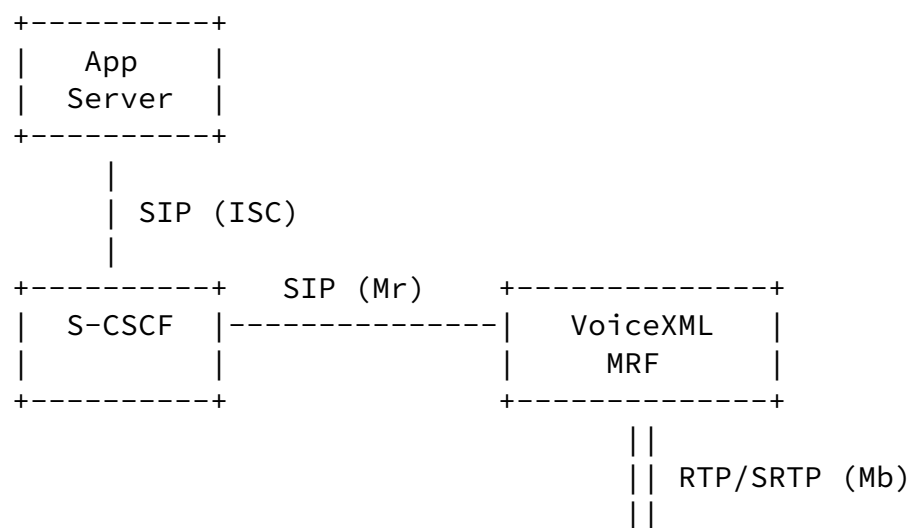 App
Server
SIP (ISC)
SIP (Mr)
S-CSCF VoiceXML
MRF
RTP/SRTP (Mb)